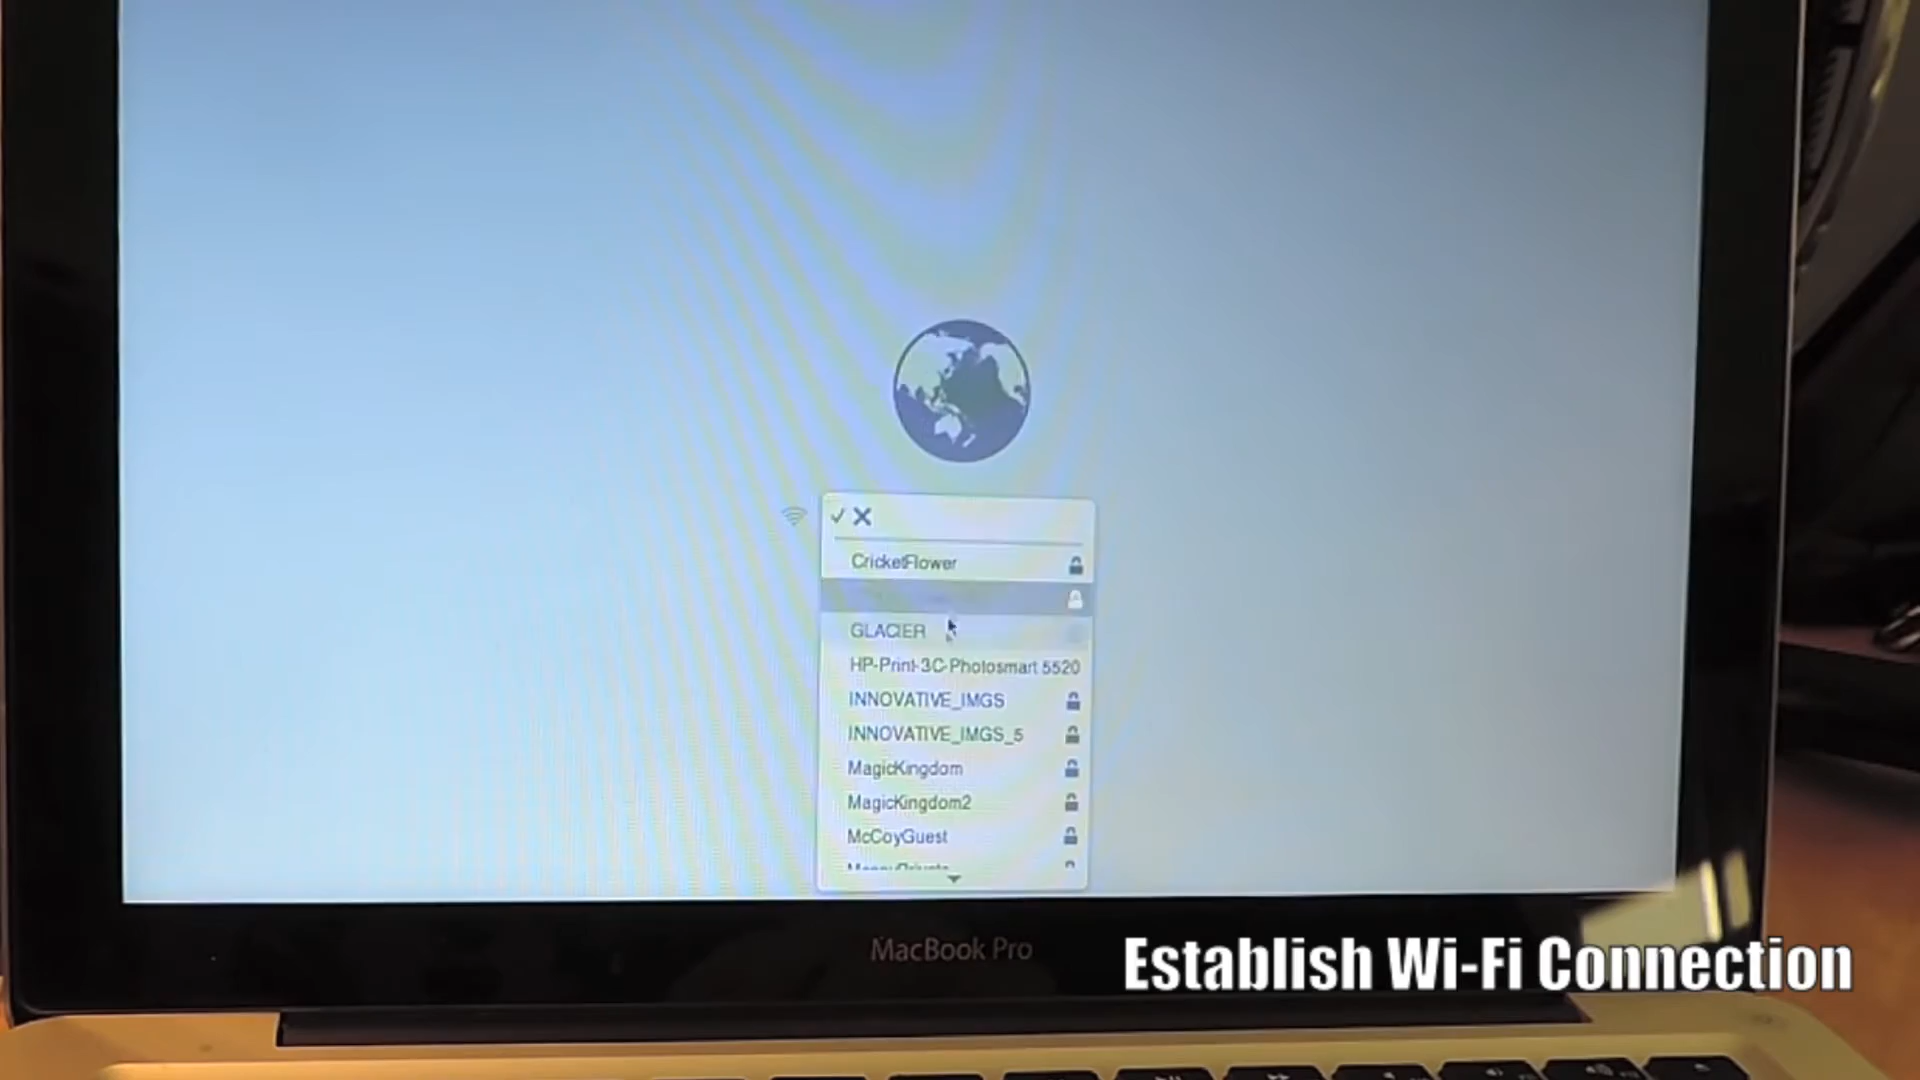 CricketFlower
GLACIER
HP-Print-3C-Photosmart 5520
INNOVATIVE_IMGS
INNOVATIVE_IMGS_5
MagicKingdom
MagicKingdom2
McCoyGuest
MacBook Pro
Establish Wi-Fi Connection